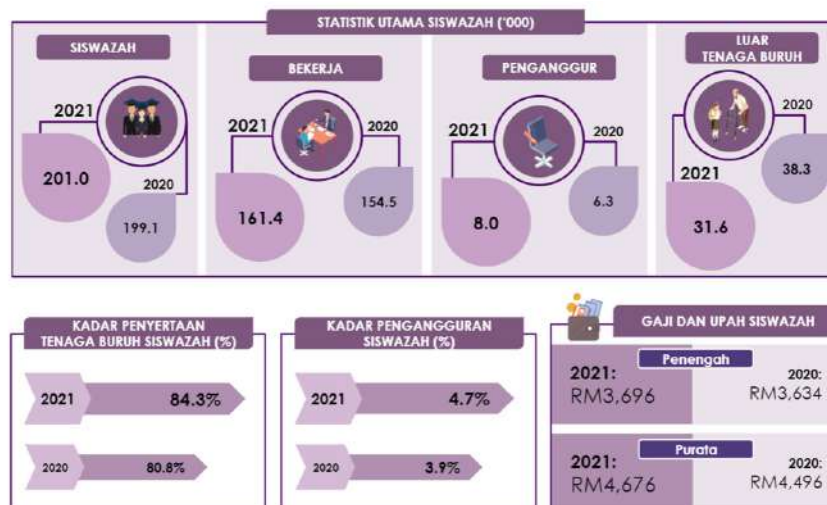 STATISTIK UTAMA SISWAZAH ('000)
SISWAZAH
2021
201.0
2020
199.1
BEKERJA
2021
161.4
2020
154.5
PENGANGGUR
2021
8.0
2020
6.3
LUAR
TENAGA BURUH
2020
38.3
2021
31.6
KADAR PENYERTAAN
TENAGA BURUH SISWAZAH (%)
2021
84.3%
2020
80.8%
KADAR PENGANGGURAN
SISWAZAH (%)
2021
4.7%
2020
3.9%
GAJI DAN UPAH SISWAZAH
Penengah
2021:
RM3,696
2020:
RM3,634
Purata
2021:
RM4,676
2020:
RM4,496